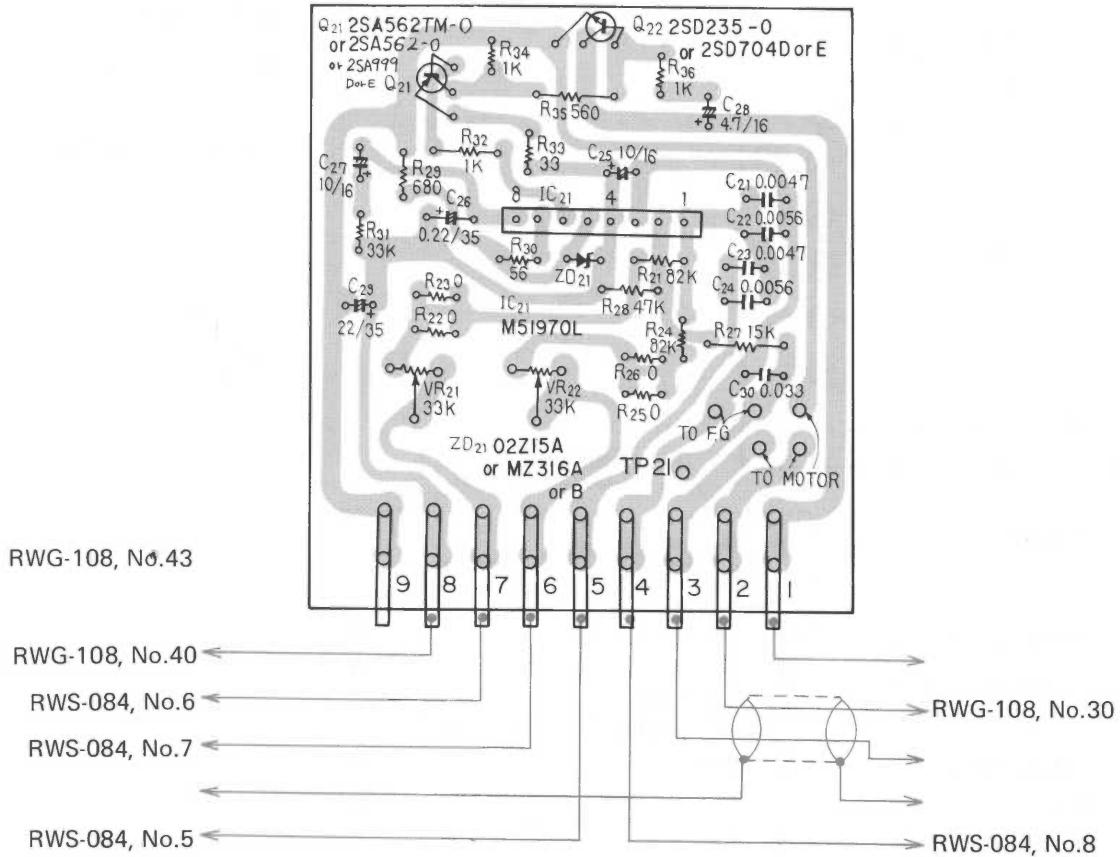 Q21 2SA562TM-O
or 2SA562-O
or 2SA999
D or E Q21
Q22 2SD235-O
or 2SD704D or E
R34
1K
R36
1K
R35 560
C28
+ 4.7/16
R32
1K
R33
33
C25 10/16
+
C27
10/16
+
R29
680
C26
+
0.22/35
8 IC21 4 1
C21 0.0047
C22 0.0056
C23 0.0047
C24 0.0056
R31
33K
R30
56
ZD21
R21 82K
R28 47K
C29
+
22/35
R23 0
R22 0
IC21
M51970L
R24
82K
R27 15K
R26 0
R25 0
C30 0.033
VR21
33K
VR22
33K
TO F.G
TO MOTOR
ZD21 02Z15A
or MZ316A
or B
TP21
9 8 7 6 5 4 3 2 1
RWG-108, No.43
RWG-108, No.40
RWS-084, No.6
RWG-108, No.30
RWS-084, No.7
RWS-084, No.5
RWS-084, No.8